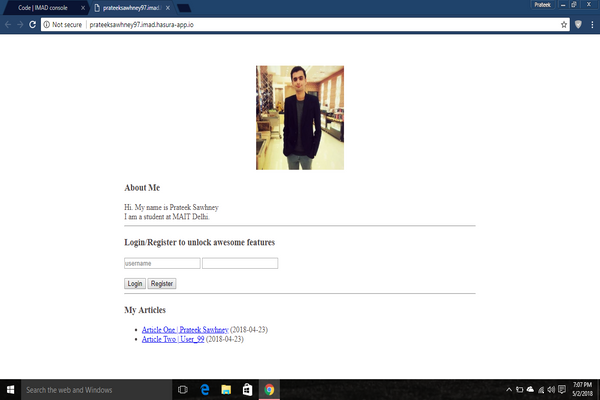 Code | IMAD console
prateeksawhney97.imad.
Prateek
Not secure | prateeksawhney97.imad.hasura-app.io
About Me
Hi. My name is Prateek Sawhney
I am a student at MAIT Delhi.
Login/Register to unlock awesome features
username
Login Register
My Articles
Article One | Prateek Sawhney (2018-04-23)
Article Two | User_99 (2018-04-23)
Search the web and Windows
7:07 PM
5/2/2018